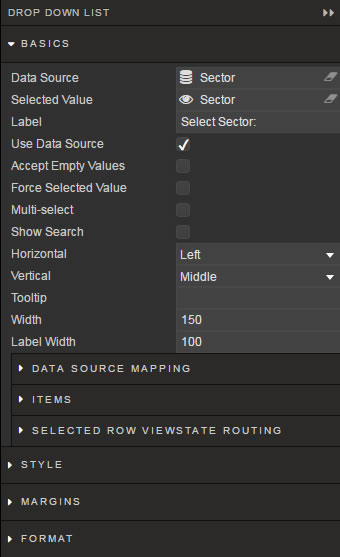 DROP DOWN LIST
BASICS
Data Source Sector
Selected Value Sector
Label Select Sector:
Use Data Source
Accept Empty Values
Force Selected Value
Multi-select
Show Search
Horizontal Left
Vertical Middle
Tooltip
Width 150
Label Width 100
DATA SOURCE MAPPING
ITEMS
SELECTED ROW VIEWSTATE ROUTING
STYLE
MARGINS
FORMAT